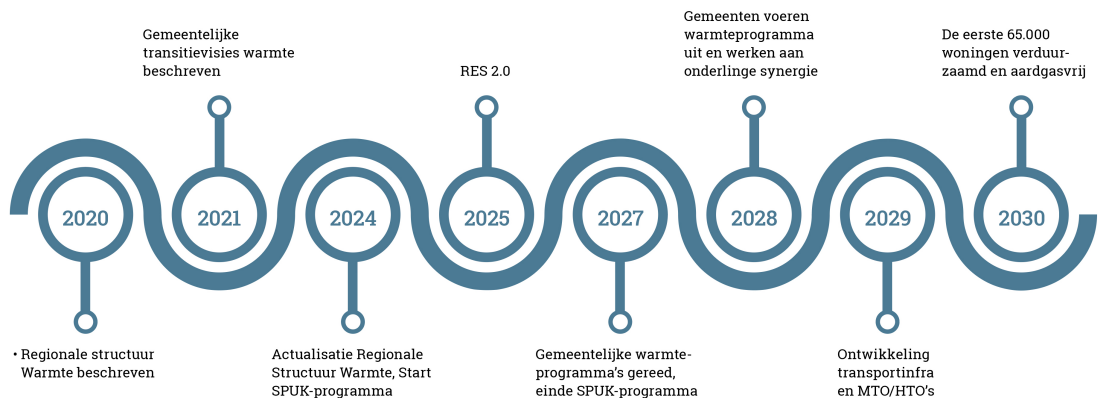 2020
• Regionale structuur
Warmte beschreven
Gemeentelijke
transitievisies warmte
beschreven
2021
2024
Actualisatie Regionale
Structuur Warmte, Start
SPUK-programma
RES 2.0
2025
2027
Gemeentelijke warmte-
programma’s gereed,
einde SPUK-programma
Gemeenten voeren
warmteprogramma
uit en werken aan
onderlinge synergie
2028
2029
Ontwikkeling
transportinfra
en MTO/HTO’s
De eerste 65.000
woningen verduur-
zaamd en aardgasvrij
2030